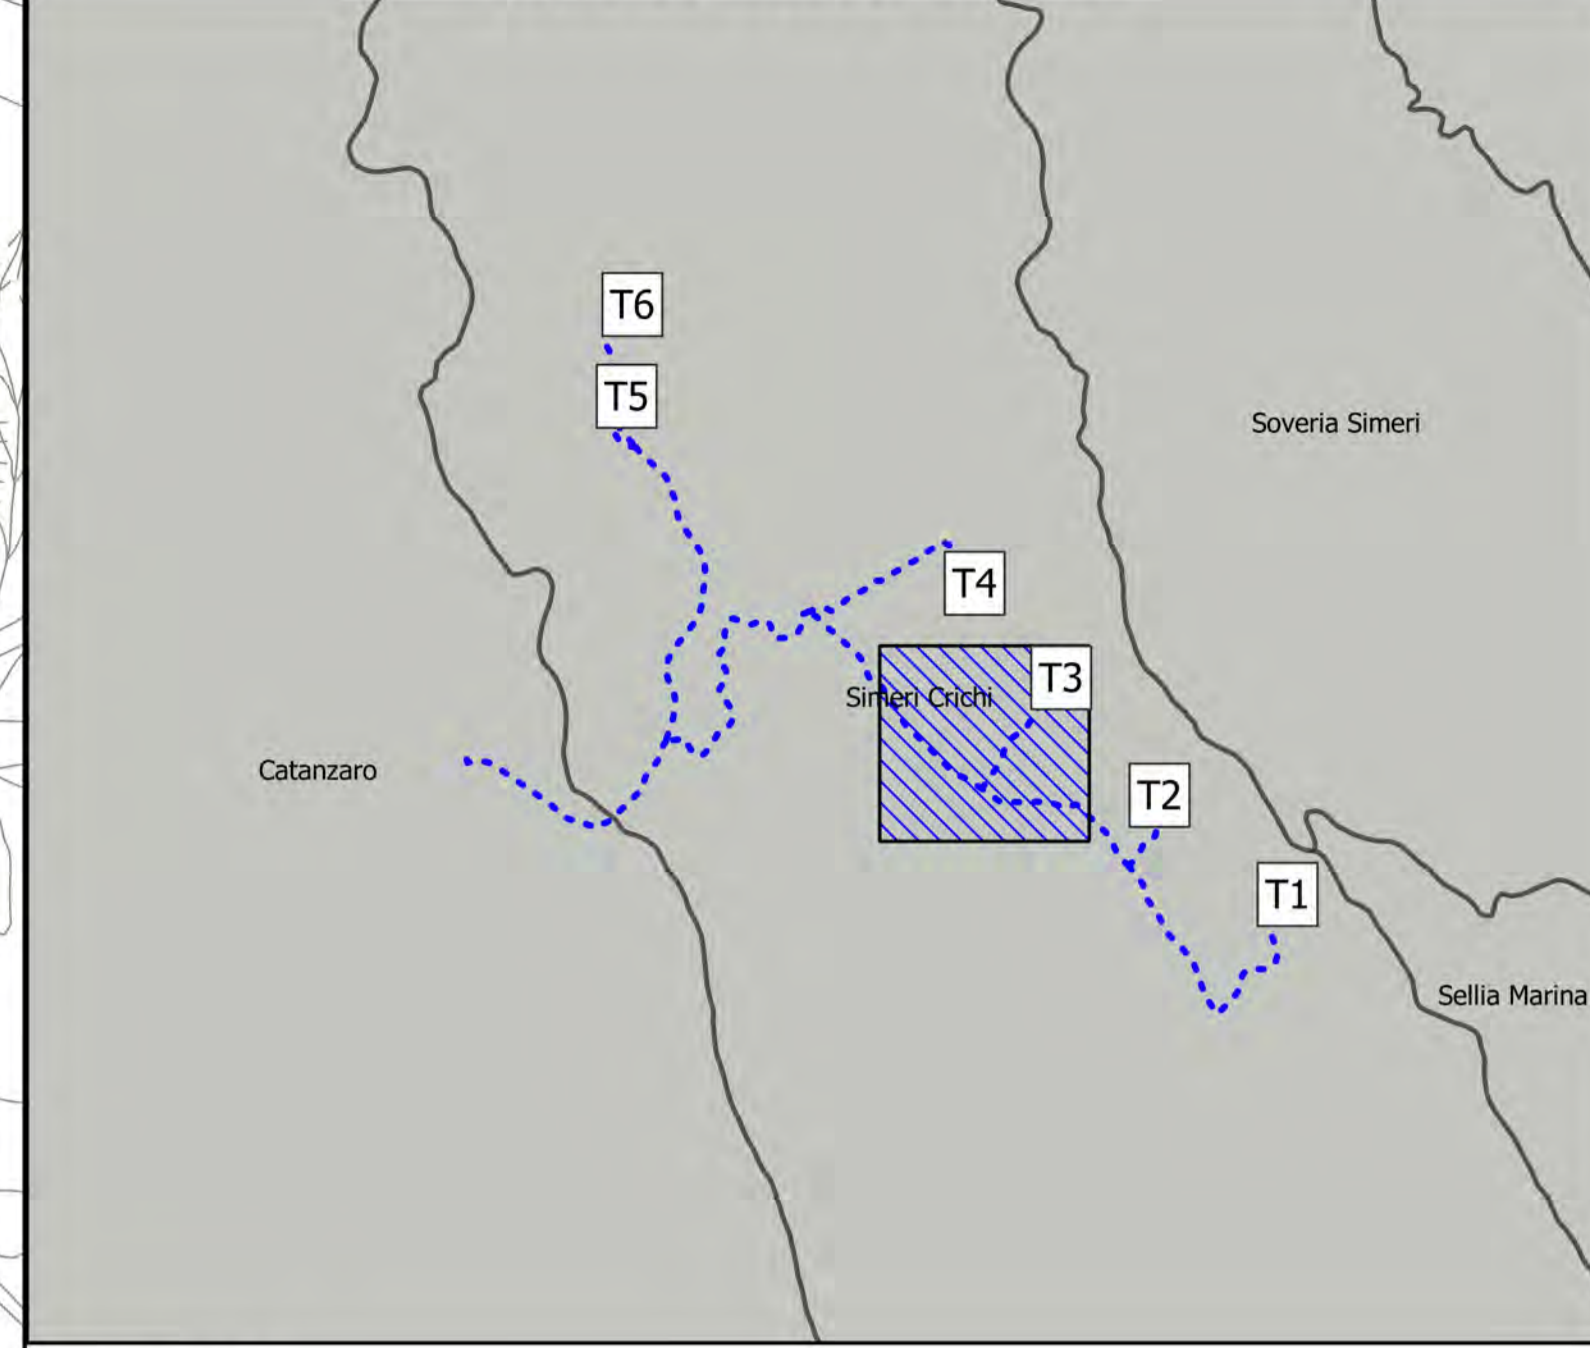 T6
T5
Soveria Simeri
T4
T3
Simeri Crichi
Catanzaro
T2
T1
Sellia Marina